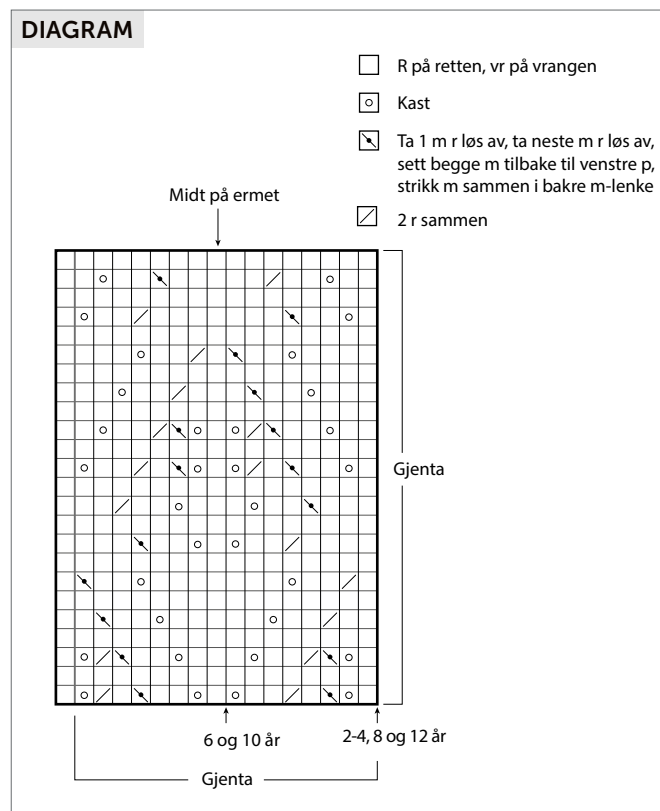 DIAGRAM
R på retten, vr på vrangen
Kast
Ta 1 m r løs av, ta neste m r løs av,
sett begge m tilbake til venstre p,
strikk m sammen i bakre m-lenke
2 r sammen
Midt på ermet
Gjenta
6 og 10 år
2-4, 8 og 12 år
Gjenta